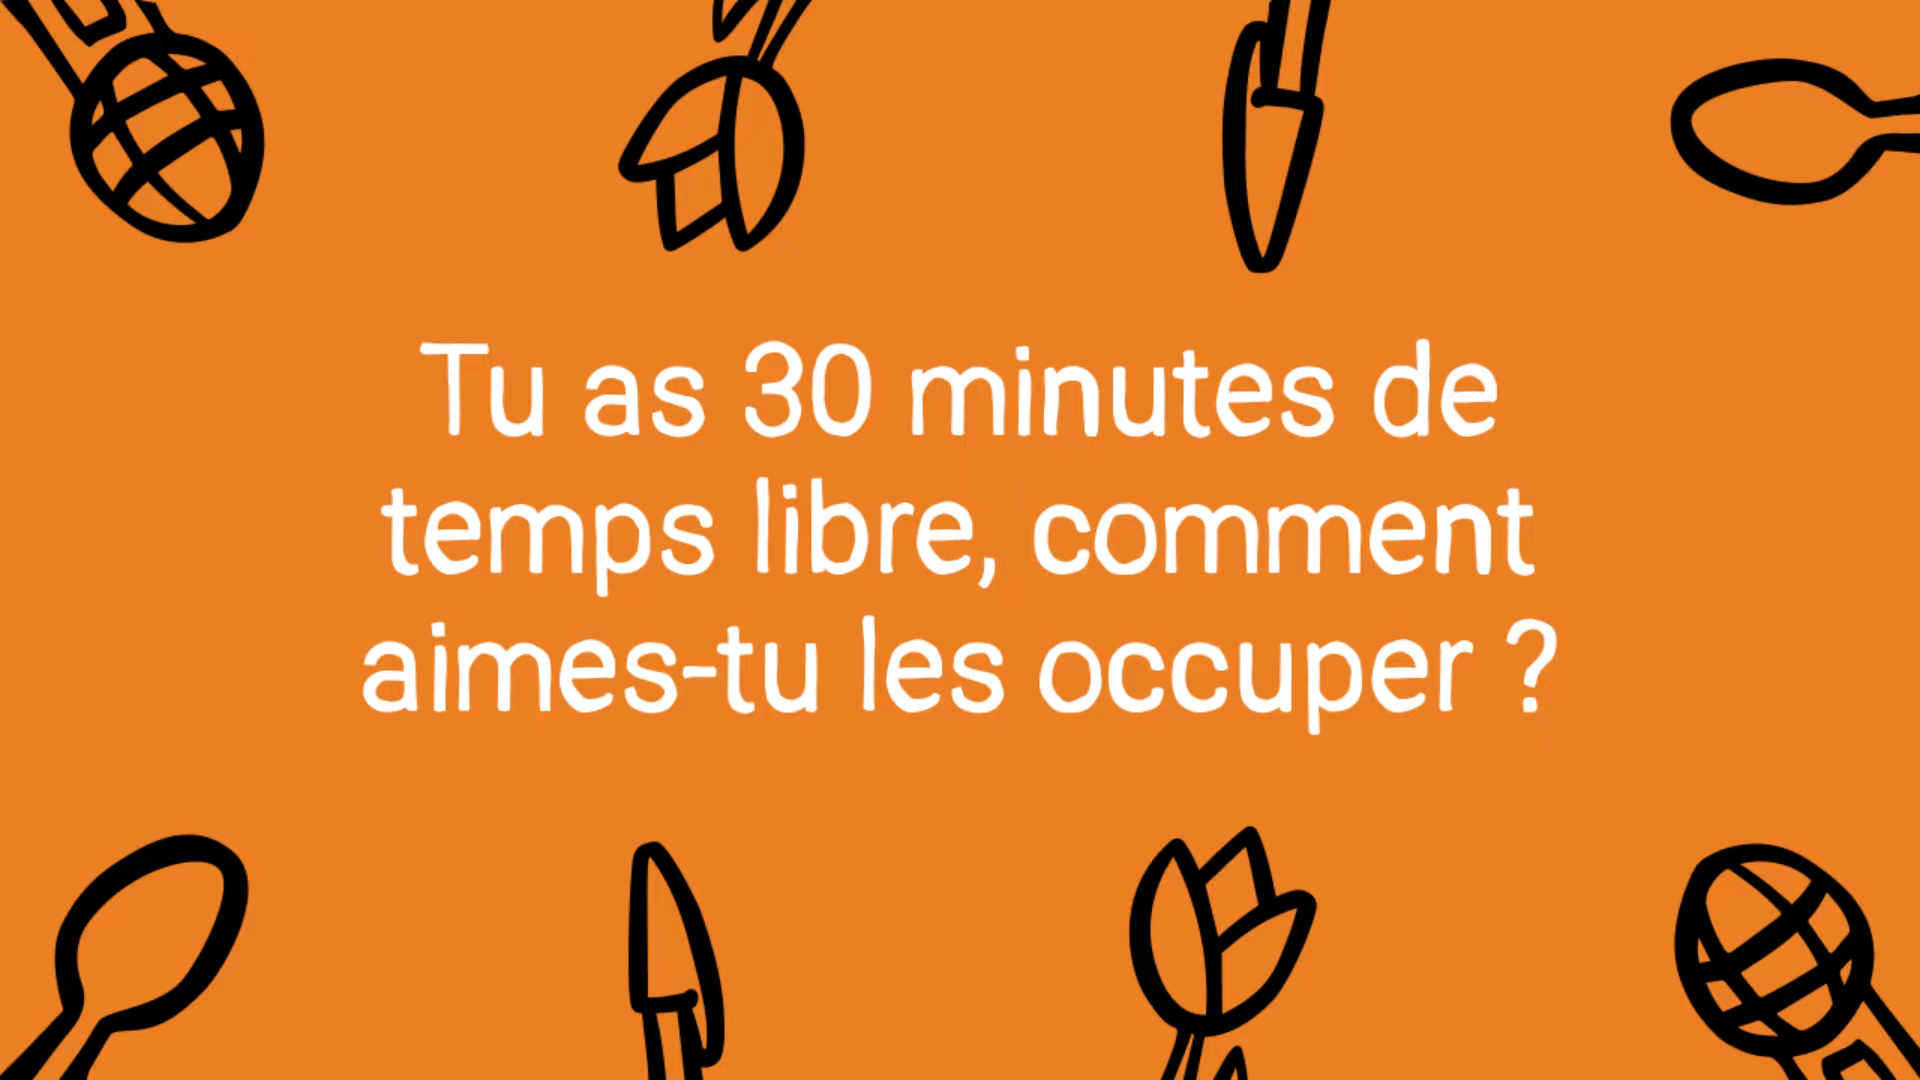 Tu as 30 minutes de
temps libre, comment
aimes-tu les occuper ?